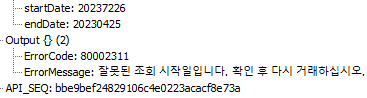 startDate: 20237226
endDate: 20230425
Output {} (2)
ErrorCode: 80002311
ErrorMessage: 잘못된 조회 시작일입니다. 확인 후 다시 거래하십시오.
API_SEQ: bbe9bef24829106c4e0223acacf8e73a